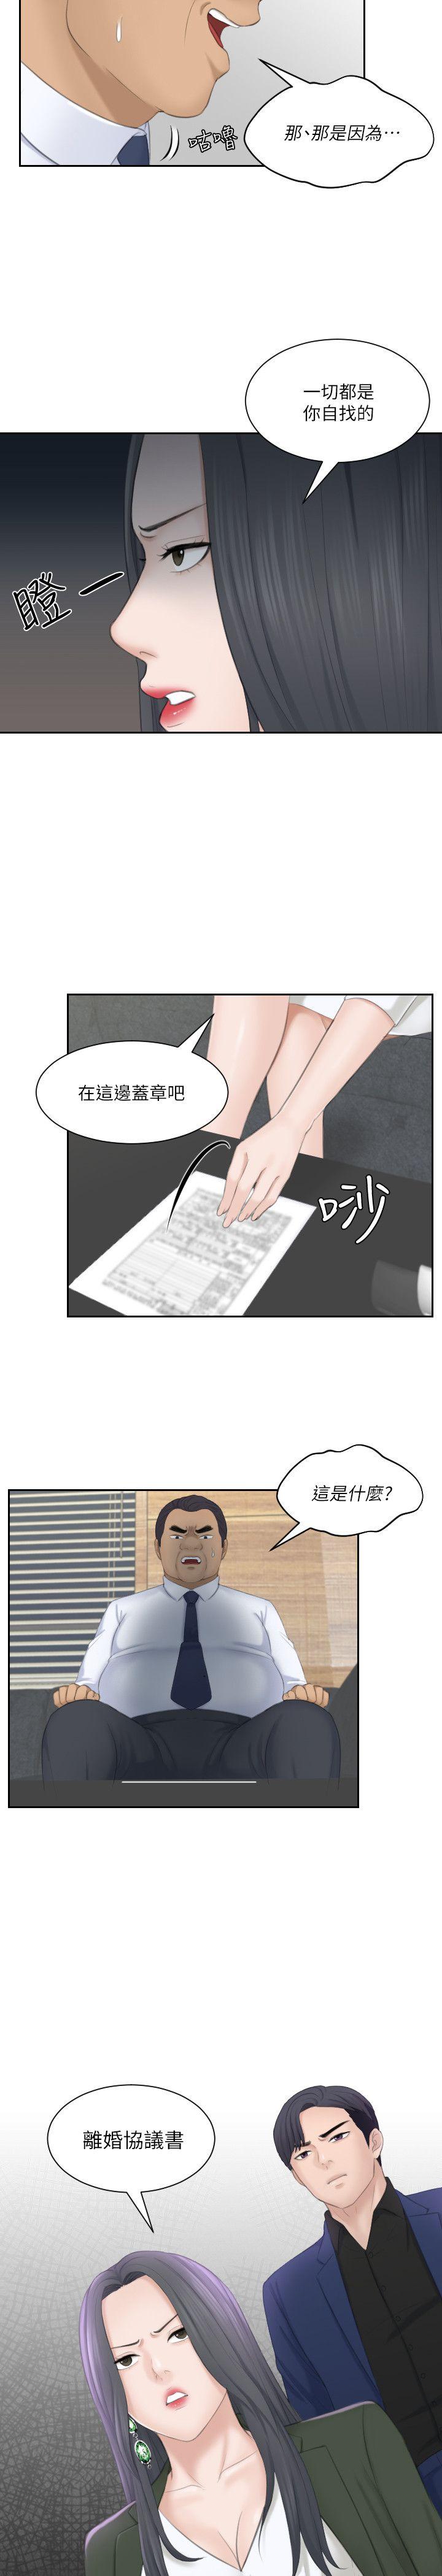 那、那是因為⋯
咕嚕
一切都是
你自找的
瞪一
在這邊蓋章吧
唦
這是什麼?
離婚協議書